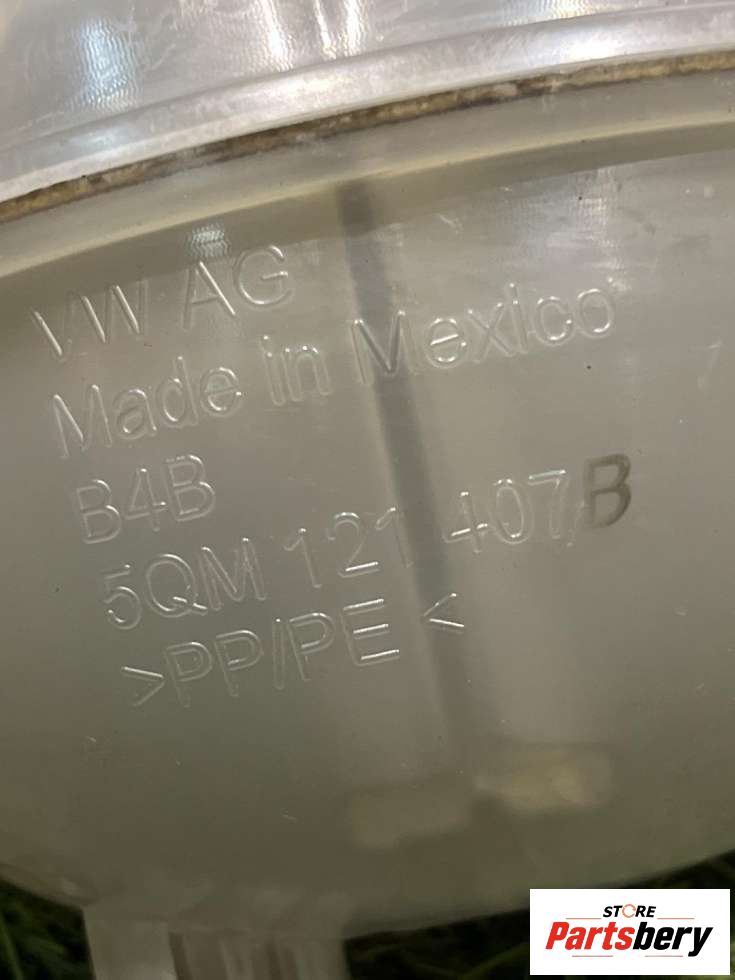 VW AG
Made in Mexico
B4B
5QM 121 407 B
>PP/PE <
STORE
Partsbery